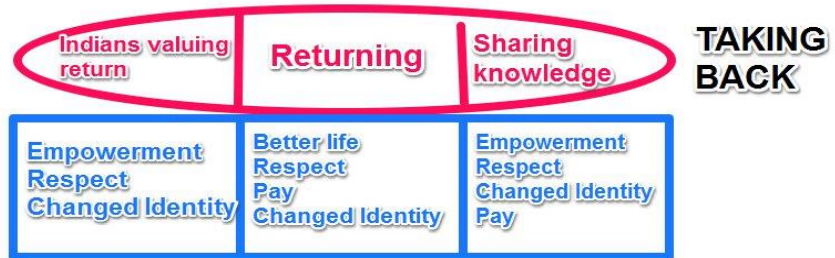 Indians valuing
return
Returning
Sharing
knowledge
TAKING
BACK
Empowerment
Respect
Changed Identity
Better life
Respect
Pay
Changed Identity
Empowerment
Respect
Changed Identity
Pay